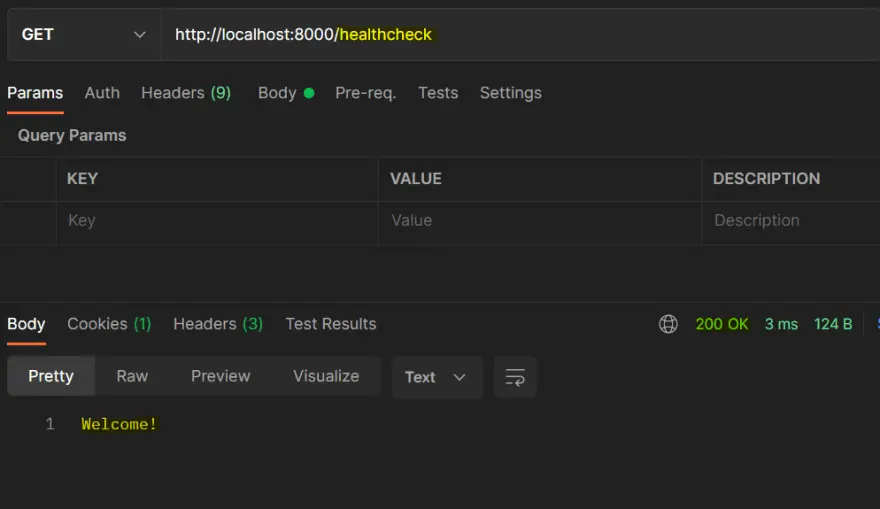 GET http://localhost:8000/healthcheck
Params Auth Headers (9) Body Pre-req. Tests Settings
Query Params
KEY VALUE DESCRIPTION
Key Value Description
Body Cookies (1) Headers (3) Test Results 200 OK 3 ms 124 B
Pretty Raw Preview Visualize Text
1 Welcome!